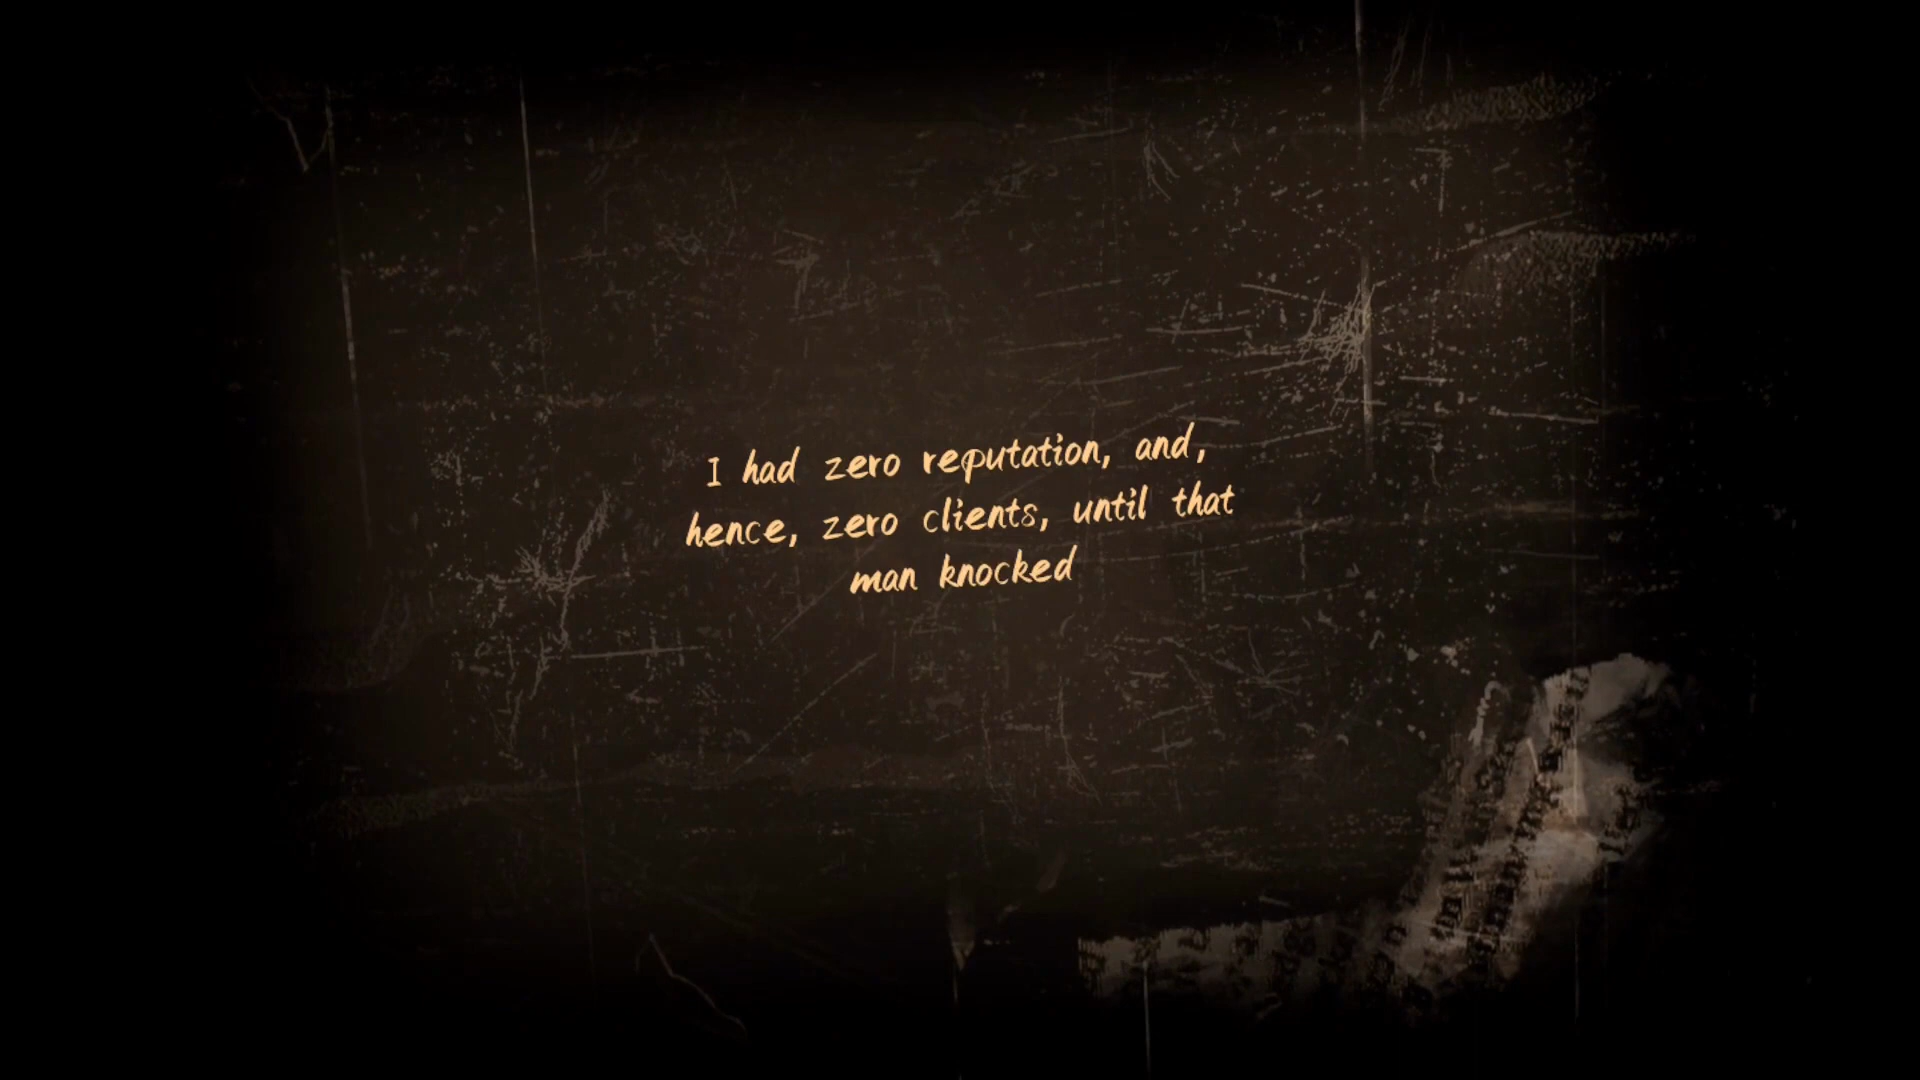 I had zero reputation, and,
hence, zero clients, until that
man knocked